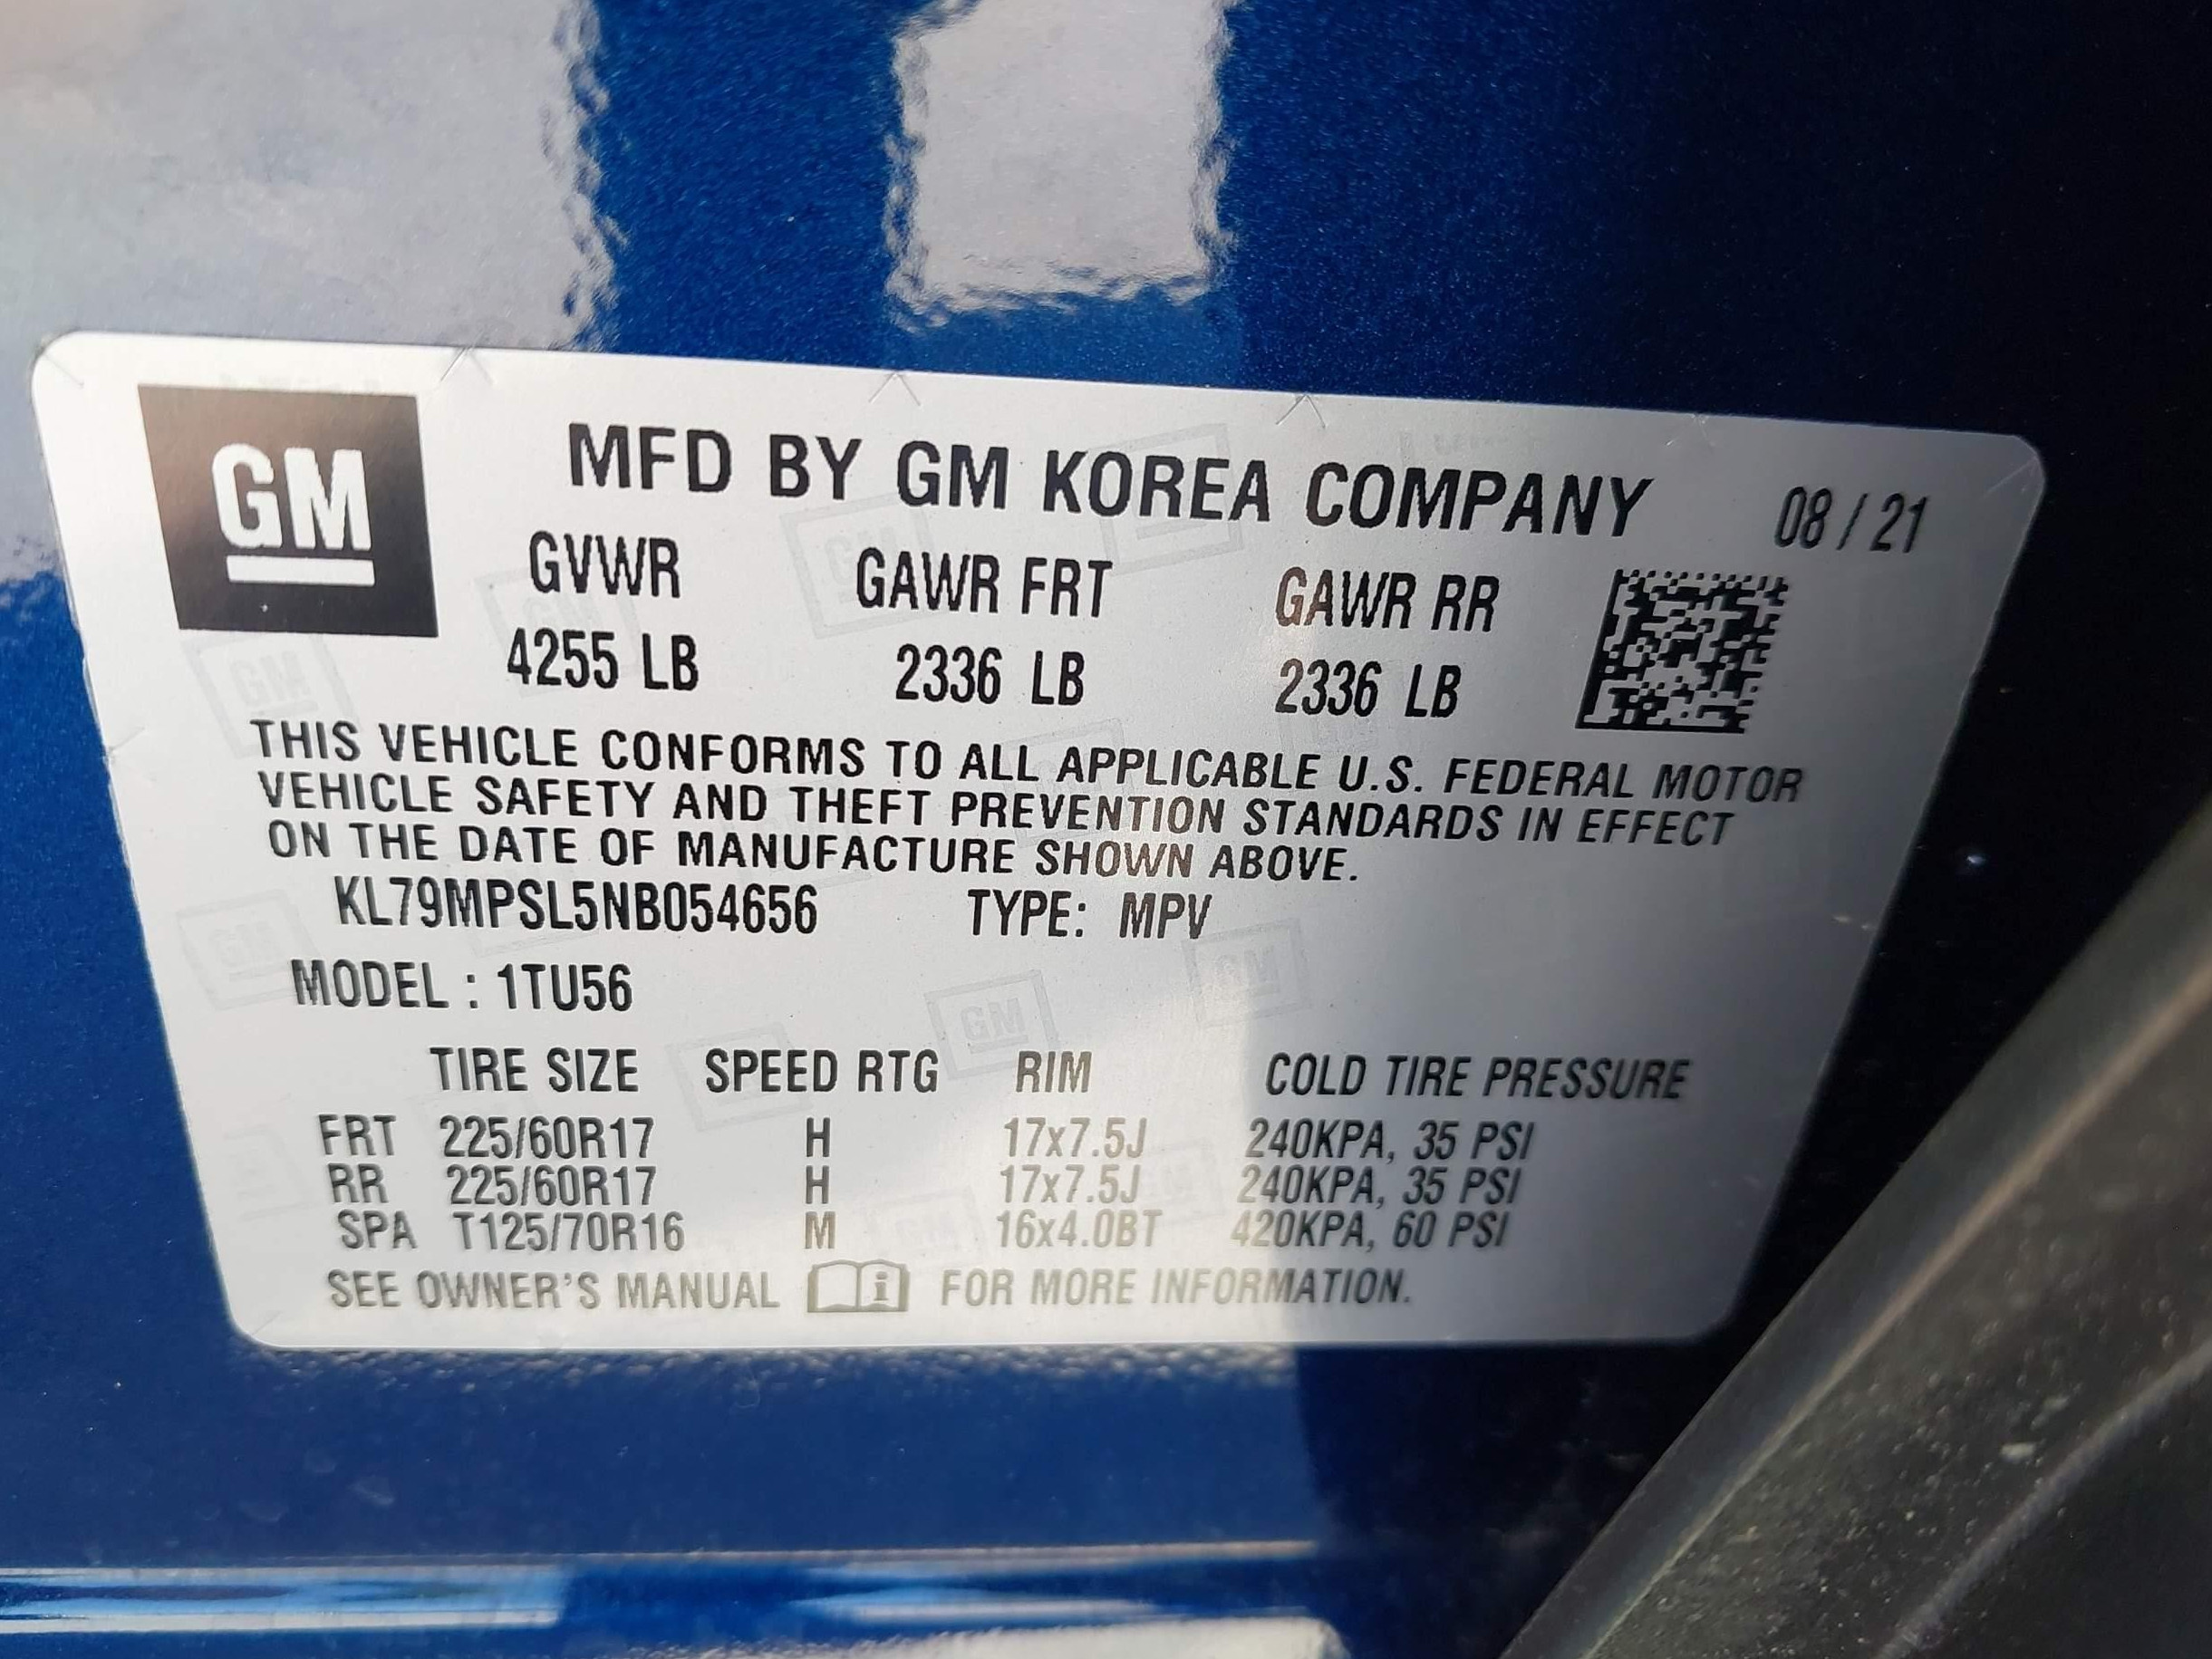 GM
MFD BY GM KOREA COMPANY 08 / 21
GVWR GAWR FRT GAWR RR
4255 LB 2336 LB 2336 LB
THIS VEHICLE CONFORMS TO ALL APPLICABLE U.S. FEDERAL MOTOR
VEHICLE SAFETY AND THEFT PREVENTION STANDARDS IN EFFECT
ON THE DATE OF MANUFACTURE SHOWN ABOVE.
KL79MPSL5NB054656 TYPE: MPV
MODEL : 1TU56
TIRE SIZE SPEED RTG RIM COLD TIRE PRESSURE
FRT 225/60R17 H 17x7.5J 240KPA, 35 PSI
RR 225/60R17 H 17x7.5J 240KPA, 35 PSI
SPA T125/70R16 M 16x4.0BT 420KPA, 60 PSI
SEE OWNER'S MANUAL i FOR MORE INFORMATION.